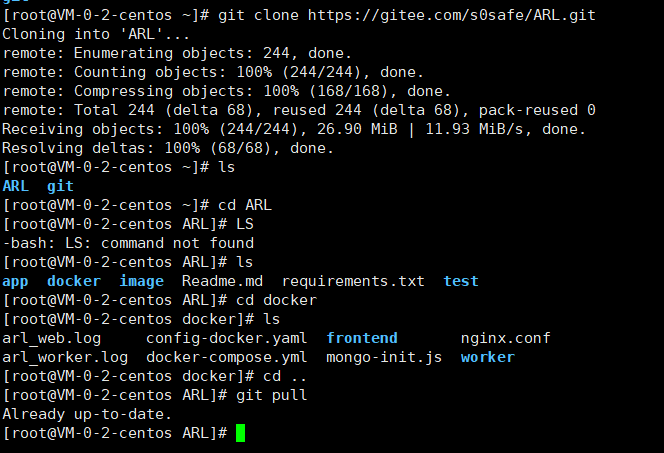 [root@VM-0-2-centos ~]# git clone https://gitee.com/s0safe/ARL.git
Cloning into 'ARL'...
remote: Enumerating objects: 244, done.
remote: Counting objects: 100% (244/244), done.
remote: Compressing objects: 100% (168/168), done.
remote: Total 244 (delta 68), reused 244 (delta 68), pack-reused 0
Receiving objects: 100% (244/244), 26.90 MiB | 11.93 MiB/s, done.
Resolving deltas: 100% (68/68), done.
[root@VM-0-2-centos ~]# ls
ARL  git
[root@VM-0-2-centos ~]# cd ARL
[root@VM-0-2-centos ARL]# LS
-bash: LS: command not found
[root@VM-0-2-centos ARL]# ls
app  docker  image  Readme.md  requirements.txt  test
[root@VM-0-2-centos ARL]# cd docker
[root@VM-0-2-centos docker]# ls
arl_web.log     config-docker.yaml  frontend       nginx.conf
arl_worker.log  docker-compose.yml  mongo-init.js  worker
[root@VM-0-2-centos docker]# cd ..
[root@VM-0-2-centos ARL]# git pull
Already up-to-date.
[root@VM-0-2-centos ARL]#